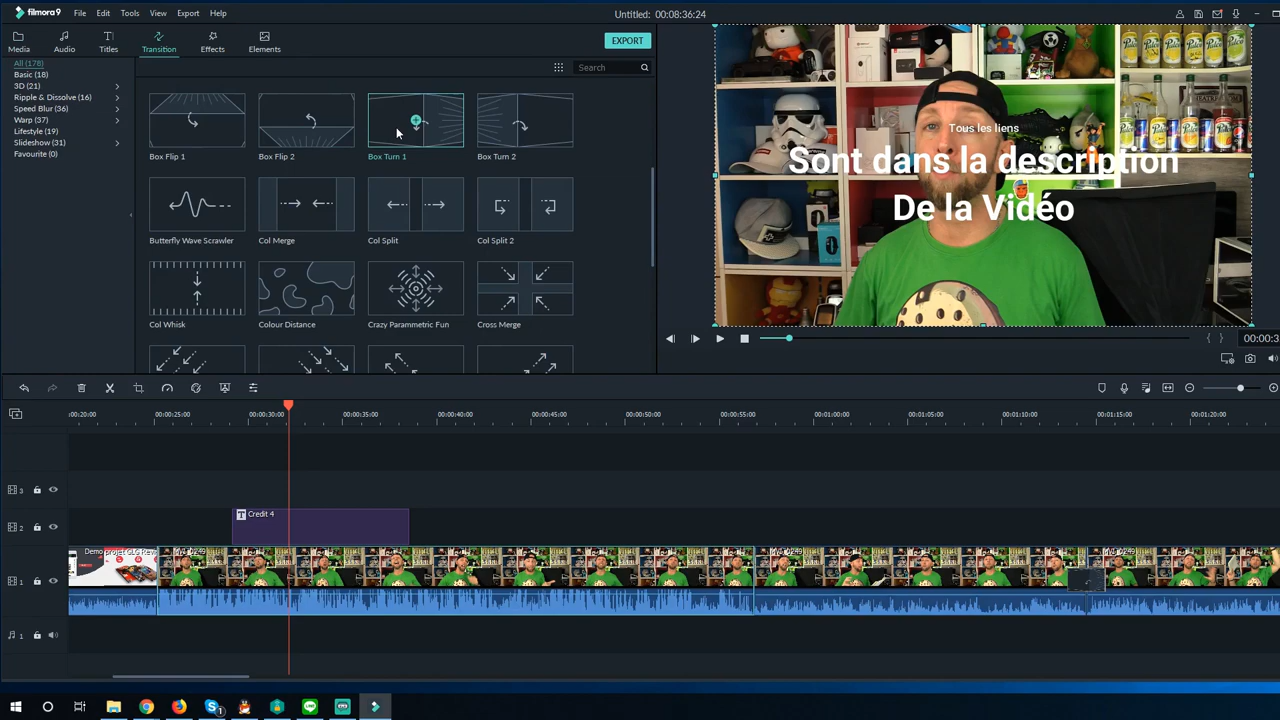 filmora9 File Edit Tools View Export Help Untitled: 00:08:36:24
Media Audio Titles Transition Effects Elements EXPORT
All (178)
Basic (18)
3D (21)
Ripple & Dissolve (16)
Speed Blur (36)
Warp (37)
Lifestyle (19)
Slideshow (31)
Favourite (0)
Search
Box Flip 1 Box Flip 2 Box Turn 1 Box Turn 2
Butterfly Wave Scrawler Col Merge Col Split Col Split 2
Col Whisk Colour Distance Crazy Parammetric Fun Cross Merge
Tous les liens
Sont dans la description
De la Vidéo
00:00:3
:00:20:00 00:00:25:00 00:00:30:00 00:00:35:00 00:00:40:00 00:00:45:00 00:00:50:00 00:00:55:00 00:01:00:00 00:01:05:00 00:01:10:00 00:01:15:00 00:01:20:00
3
2
T Credit 4
1
1